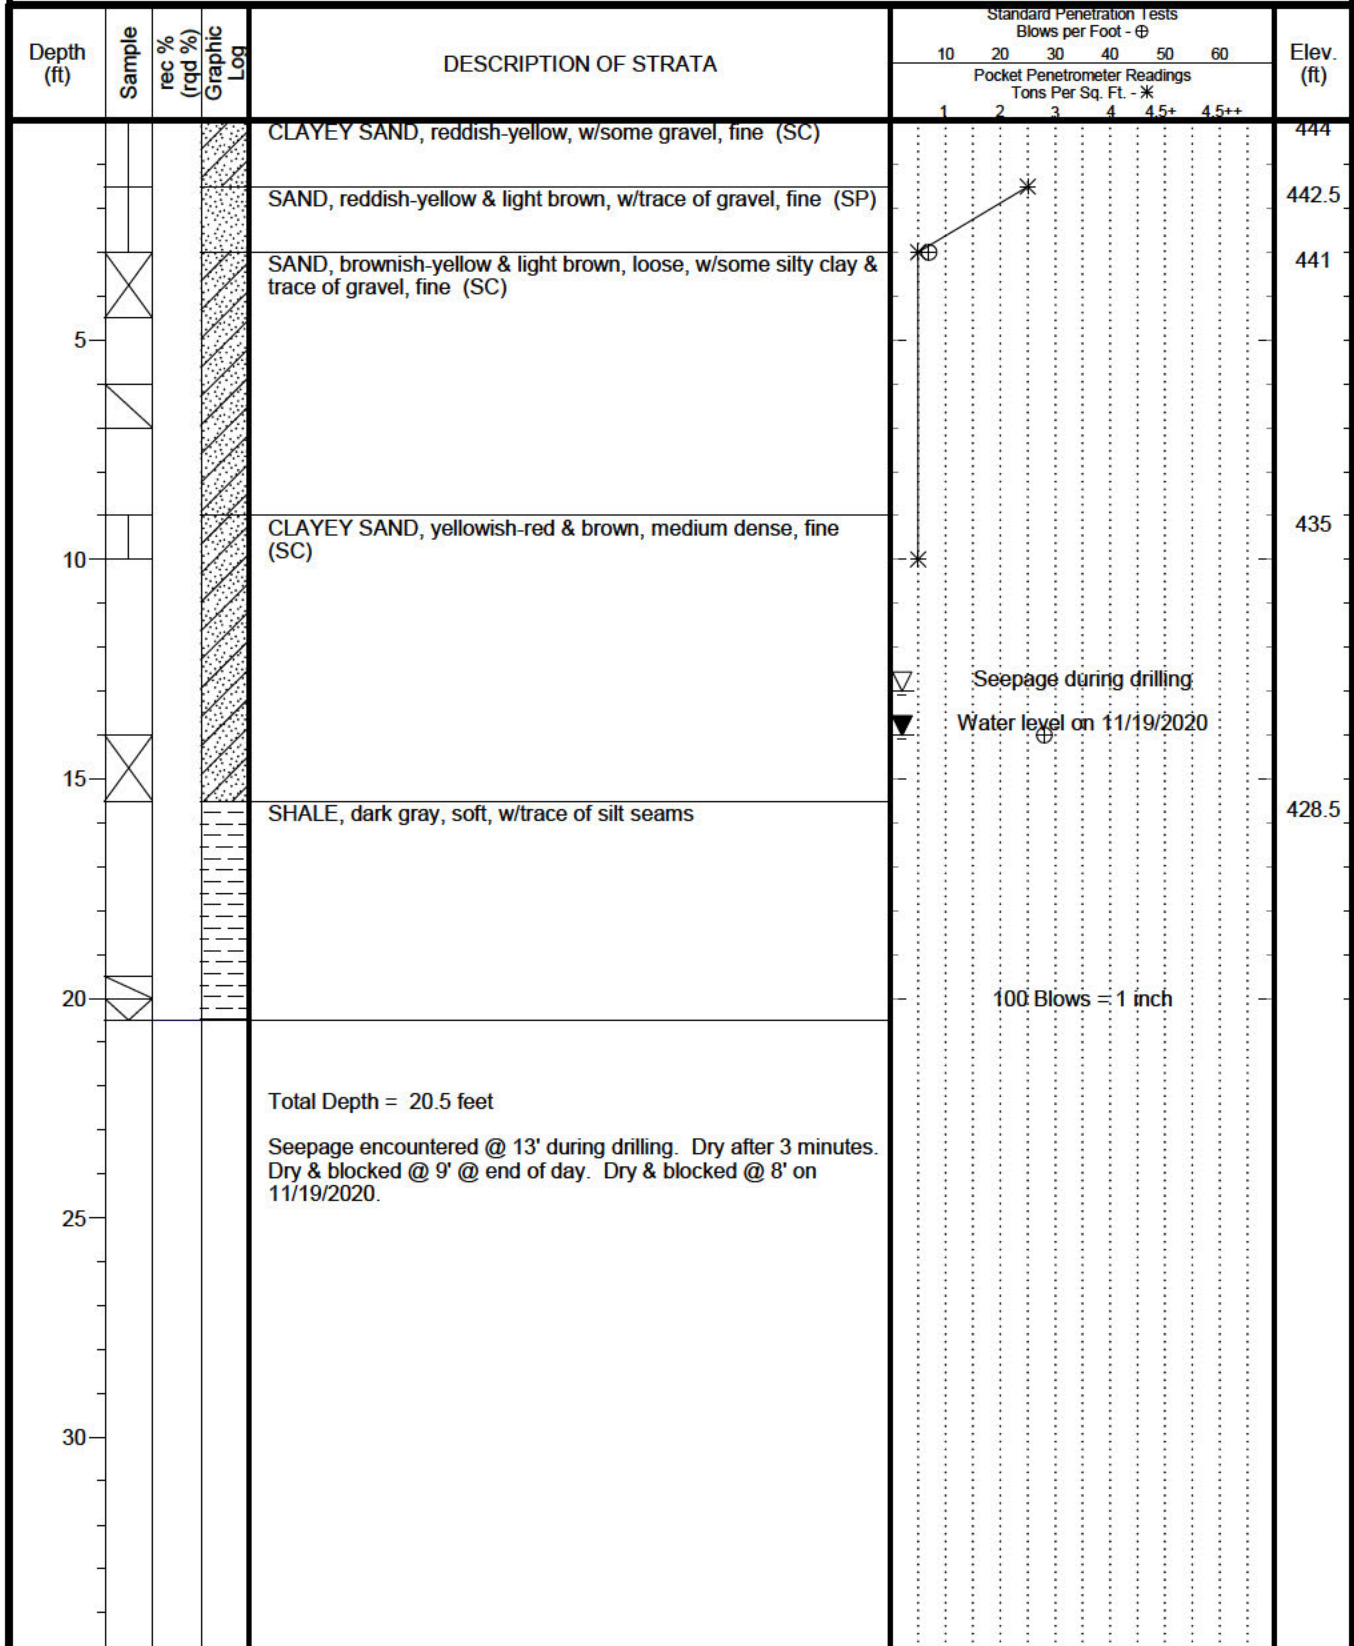 Depth
(ft)
Sample
rec %
(rqd %)
Graphic
Log
DESCRIPTION OF STRATA
Standard Penetration Tests
Blows per Foot - ⊕
10 20 30 40 50 60
Pocket Penetrometer Readings
Tons Per Sq. Ft. - ✳
1 2 3 4 4.5+ 4.5++
Elev.
(ft)
CLAYEY SAND, reddish-yellow, w/some gravel, fine (SC)
444
SAND, reddish-yellow & light brown, w/trace of gravel, fine (SP)
442.5
SAND, brownish-yellow & light brown, loose, w/some silty clay &
trace of gravel, fine (SC)
441
5
CLAYEY SAND, yellowish-red & brown, medium dense, fine
(SC)
435
10
Seepage during drilling
Water level on 11/19/2020
15
SHALE, dark gray, soft, w/trace of silt seams
428.5
20
100 Blows = 1 inch
Total Depth = 20.5 feet
Seepage encountered @ 13' during drilling. Dry after 3 minutes.
Dry & blocked @ 9' @ end of day. Dry & blocked @ 8' on
11/19/2020.
25
30